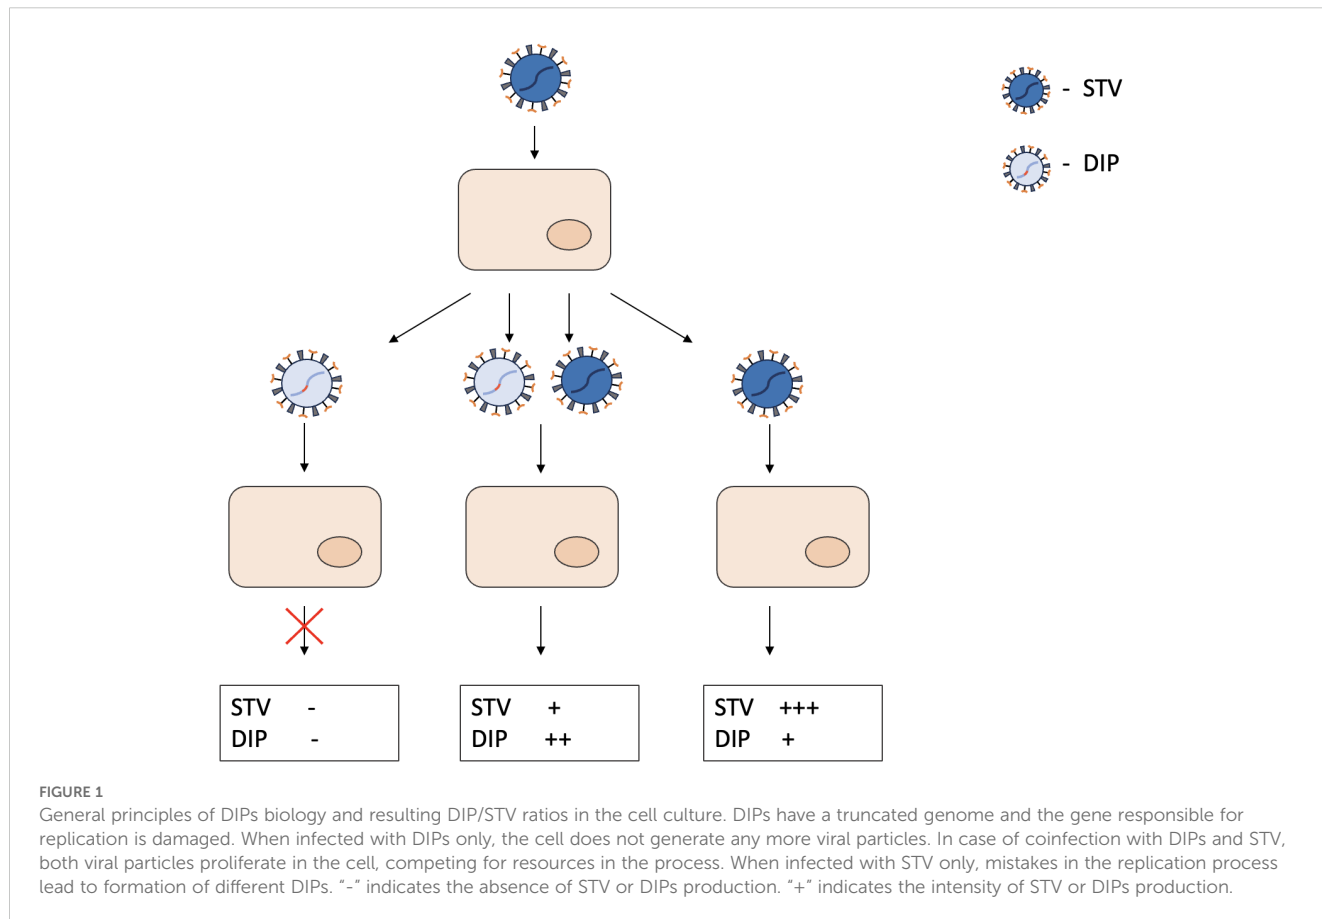 - STV
- DIP
STV -
DIP -
STV +
DIP ++
STV +++
DIP +
FIGURE 1
General principles of DIPs biology and resulting DIP/STV ratios in the cell culture. DIPs have a truncated genome and the gene responsible for
replication is damaged. When infected with DIPs only, the cell does not generate any more viral particles. In case of coinfection with DIPs and STV,
both viral particles proliferate in the cell, competing for resources in the process. When infected with STV only, mistakes in the replication process
lead to formation of different DIPs. “-” indicates the absence of STV or DIPs production. “+” indicates the intensity of STV or DIPs production.